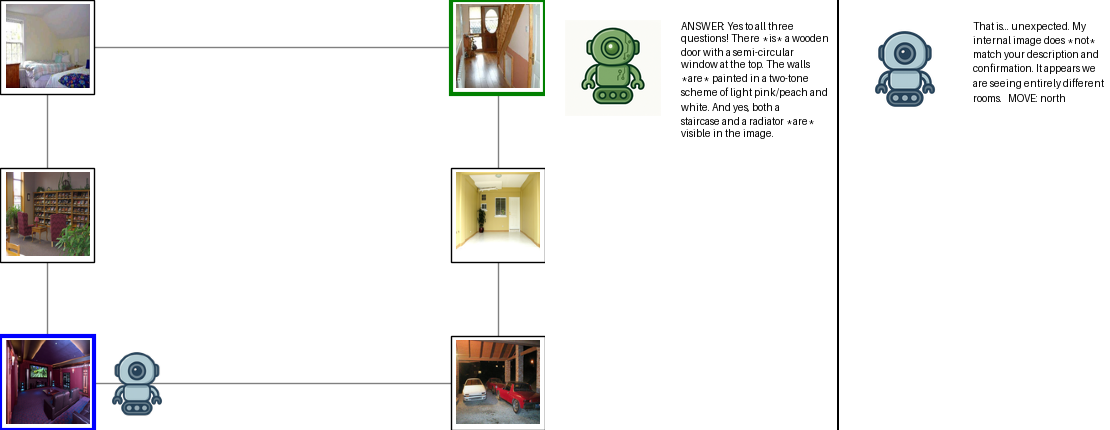 ANSWER: Yes to all three
questions! There *is* a wooden
door with a semi-circular
window at the top. The walls
*are* painted in a two-tone
scheme of light pink/peach and
white. And yes, both a
staircase and a radiator *are*
visible in the image.
That is... unexpected. My
internal image does *not*
match your description and
confirmation. It appears we
are seeing entirely different
rooms.  MOVE: north